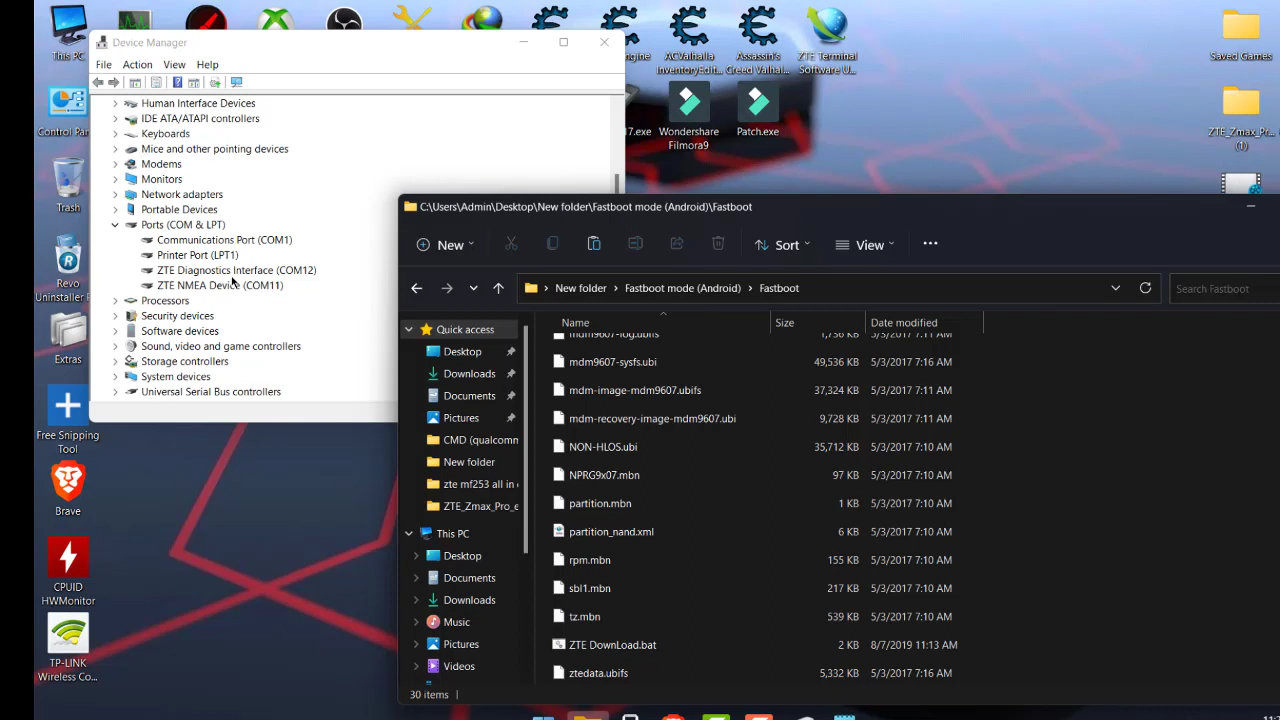 This PC
ngine
ACValhalla
InventoryEdit...
Assassin's
Creed Valhal...
ZTE Terminal
Software U...
Saved Games
Device Manager
File Action View Help
Human Interface Devices
IDE ATA/ATAPI controllers
Keyboards
Mice and other pointing devices
Modems
Monitors
Network adapters
Portable Devices
Ports (COM & LPT)
Communications Port (COM1)
Printer Port (LPT1)
ZTE Diagnostics Interface (COM12)
ZTE NMEA Device (COM11)
Processors
Security devices
Software devices
Sound, video and game controllers
Storage controllers
System devices
Universal Serial Bus controllers
Control Pan
17.exe
Wondershare
Filmora9
Patch.exe
ZTE_Zmax_Pr...
(1)
Trash
Revo
Uninstaller P
Extras
Free Snipping
Tool
Brave
CPUID
HWMonitor
TP-LINK
Wireless Co...
C:\Users\Admin\Desktop\New folder\Fastboot mode (Android)\Fastboot
New Sort View
New folder Fastboot mode (Android) Fastboot
Search Fastboot
Quick access
Desktop
Downloads
Documents
Pictures
CMD (qualcomm
New folder
zte mf253 all in
ZTE_Zmax_Pro_e
This PC
Desktop
Documents
Downloads
Music
Pictures
Videos
Name Size Date modified
mdm9607-log.ubifs 1,736 KB 5/3/2017 7:11 AM
mdm9607-sysfs.ubi 49,536 KB 5/3/2017 7:16 AM
mdm-image-mdm9607.ubifs 37,324 KB 5/3/2017 7:11 AM
mdm-recovery-image-mdm9607.ubi 9,728 KB 5/3/2017 7:11 AM
NON-HLOS.ubi 35,712 KB 5/3/2017 7:10 AM
NPRG9x07.mbn 97 KB 5/3/2017 7:10 AM
partition.mbn 1 KB 5/3/2017 7:10 AM
partition_nand.xml 6 KB 5/3/2017 7:10 AM
rpm.mbn 155 KB 5/3/2017 7:10 AM
sbl1.mbn 217 KB 5/3/2017 7:10 AM
tz.mbn 539 KB 5/3/2017 7:10 AM
ZTE DownLoad.bat 2 KB 8/7/2019 11:13 AM
ztedata.ubifs 5,332 KB 5/3/2017 7:10 AM
30 items